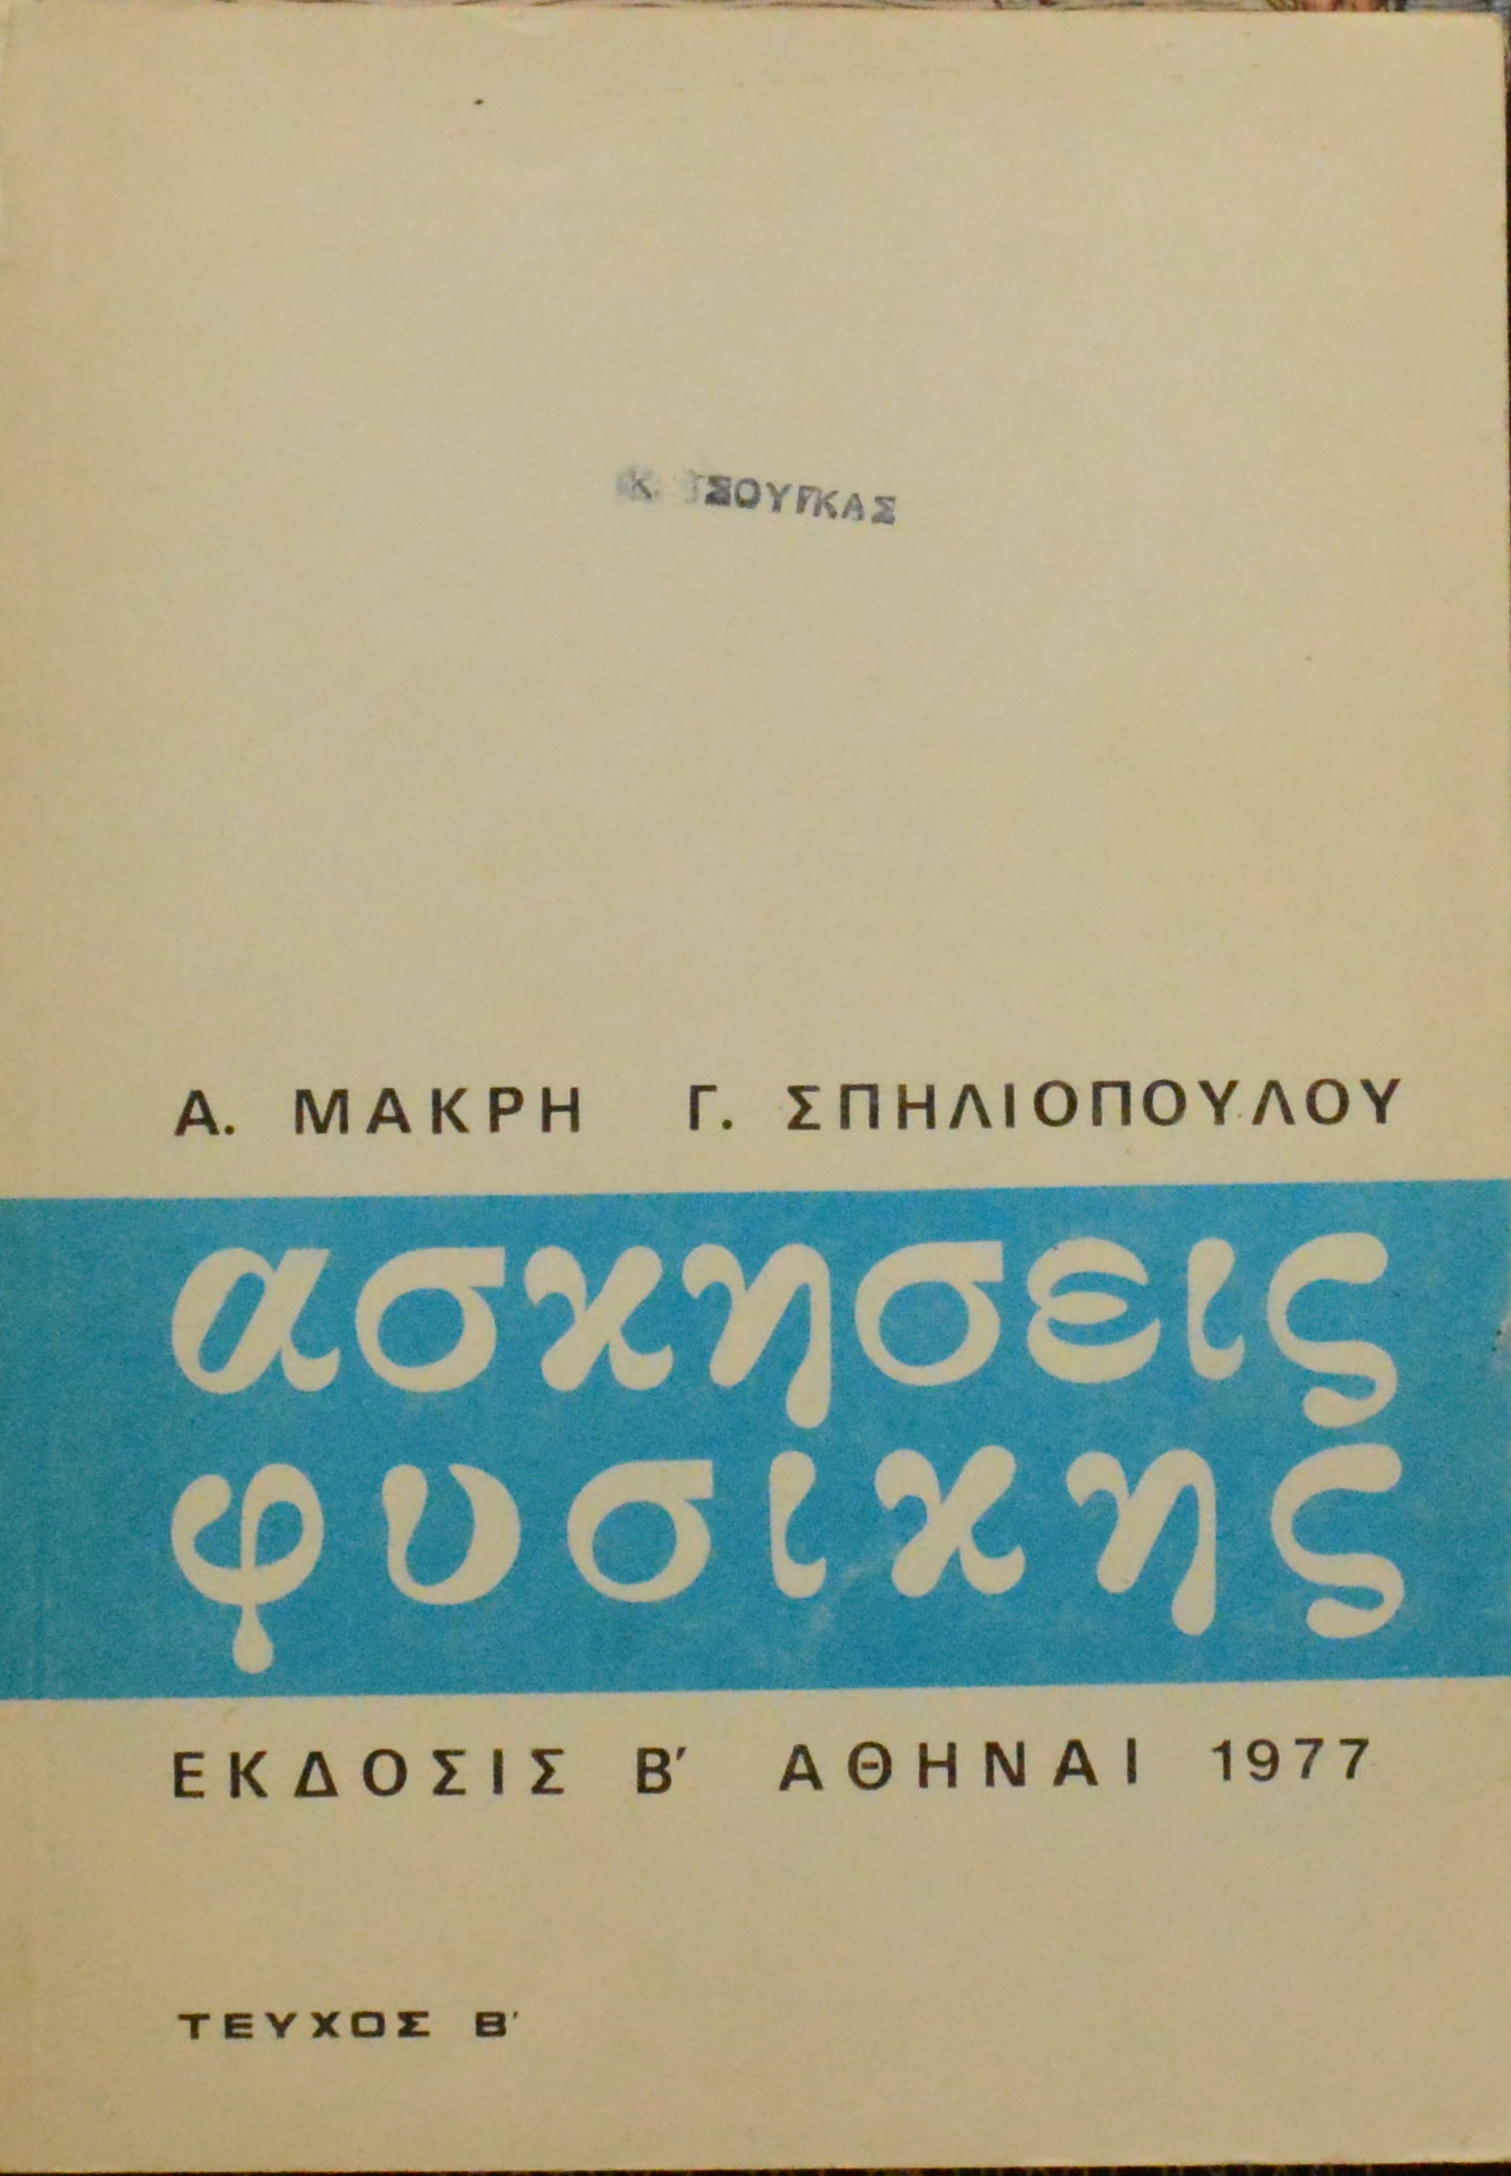 Κ. ΤΣΟΥΓΚΑΣ
Α. ΜΑΚΡΗ Γ. ΣΠΗΛΙΟΠΟΥΛΟΥ
ασκησεις
φυσικης
ΕΚΔΟΣΙΣ Β' ΑΘΗΝΑΙ 1977
ΤΕΥΧΟΣ Β'